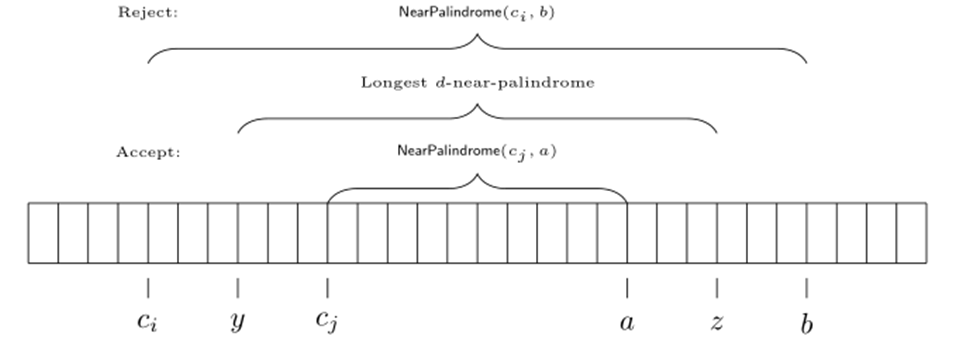 Reject: NearPalindrome(c_i, b)
Longest d-near-palindrome
Accept: NearPalindrome(c_j, a)
c_i y c_j a z b